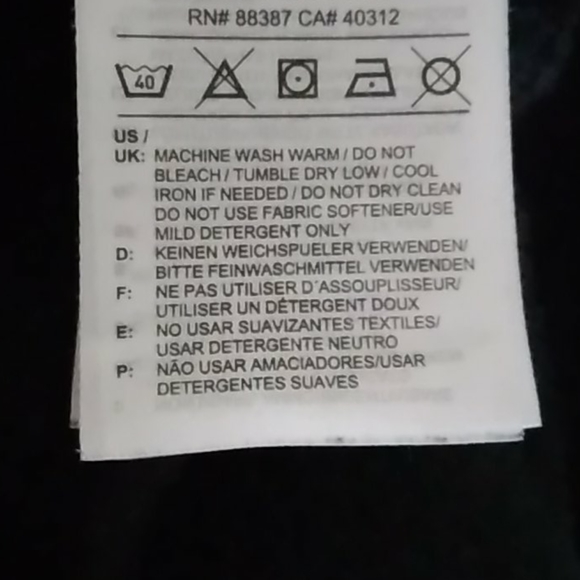 RN# 88387 CA# 40312
40
US /
UK: MACHINE WASH WARM / DO NOT
BLEACH / TUMBLE DRY LOW / COOL
IRON IF NEEDED / DO NOT DRY CLEAN
DO NOT USE FABRIC SOFTENER/USE
MILD DETERGENT ONLY
D: KEINEN WEICHSPUELER VERWENDEN/
BITTE FEINWASCHMITTEL VERWENDEN
F: NE PAS UTILISER D'ASSOUPLISSEUR/
UTILISER UN DÉTERGENT DOUX
E: NO USAR SUAVIZANTES TEXTILES/
USAR DETERGENTE NEUTRO
P: NÃO USAR AMACIADORES/USAR
DETERGENTES SUAVES